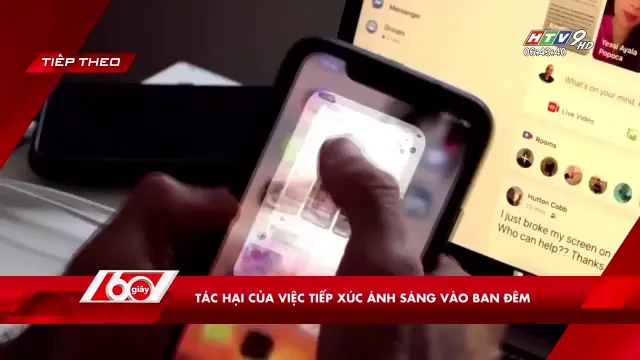 Messenger
Groups
HTV9HD
06:43:40
TIẾP THEO
Yessi Ayala
Popoca
What's on your mind,
Live Video
Rooms
Hutton Cobb
I just broke my screen on
Who can help?? Thanks
60 giây
TÁC HẠI CỦA VIỆC TIẾP XÚC ÁNH SÁNG VÀO BAN ĐÊM